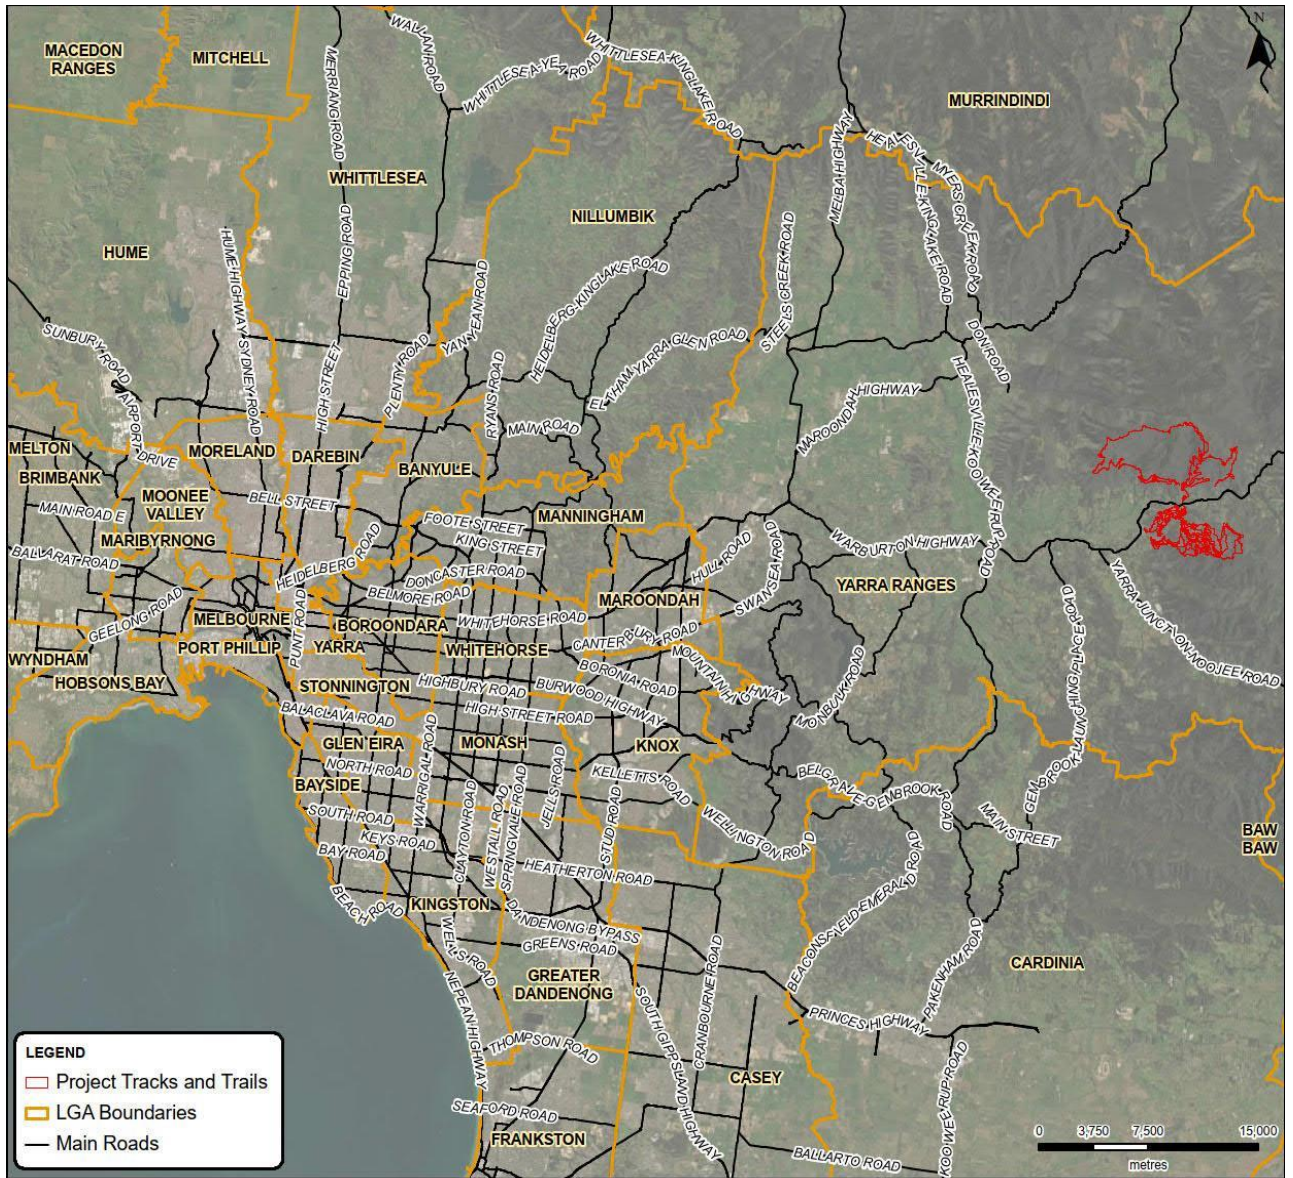 MACEDON
RANGES
MITCHELL
WALLAN ROAD
WHITTLESEA-YEA ROAD
WHITTLESEA-KINGLAKE ROAD
N
MURRINDINDI
MERRIANG ROAD
WHITTLESEA
NILLUMBIK
MELBA HIGHWAY
HEALESVILLE-KINGLAKE ROAD
MYERS CREEK ROAD
HUME
HUME HIGHWAY
SYDNEY ROAD
EPPING ROAD
YAN YEAN ROAD
HEIDELBERG-KINGLAKE ROAD
STEELS CREEK ROAD
DON ROAD
SUNBURY ROAD
AIRPORT DRIVE
HIGH STREET
PLENTY ROAD
RYANS ROAD
ELTHAM-YARRA GLEN ROAD
MAIN ROAD
MAROONDAH HIGHWAY
HEALESVILLE-KOO WEE RUP ROAD
MELTON
BRIMBANK
MORELAND
DAREBIN
BANYULE
MOONEE
VALLEY
MAIN ROAD E
BELL STREET
MANNINGHAM
MARIBYRNONG
FOOTE STREET
KING STREET
BALLARAT ROAD
HEIDELBERG ROAD
DONCASTER ROAD
BELMORE ROAD
HULL ROAD
SWANSEA ROAD
WARBURTON HIGHWAY
YARRA RANGES
YARRA JUNCTION-NOOJEE ROAD
GEELONG ROAD
MELBOURNE
PUNT ROAD
BOROONDARA
WHITEHORSE ROAD
MAROONDAH
CANTERBURY ROAD
PORT PHILLIP
YARRA
WHITEHORSE
WYNDHAM
HOBSONS BAY
STONNINGTON
HIGHBURY ROAD
BURWOOD HIGHWAY
BORONIA ROAD
MOUNTAIN HIGHWAY
MONBULK ROAD
GEMBROOK-LAUNCHING PLACE ROAD
BALACLAVA ROAD
HIGH STREET ROAD
GLEN EIRA
MONASH
KNOX
NORTH ROAD
BAYSIDE
WARRIGAL ROAD
KELLETTS ROAD
BELGRAVE-GEMBROOK ROAD
SOUTH ROAD
KEYS ROAD
BAY ROAD
CLAYTON ROAD
WESTALL ROAD
SPRINGVALE ROAD
JELLS ROAD
STUD ROAD
WELLINGTON ROAD
MAIN STREET
BAW
BAW
HEATHERTON ROAD
BEACH ROAD
KINGSTON
DANDENONG BYPASS
GREENS ROAD
WELLS ROAD
BEACONSFIELD-EMERALD ROAD
PAKENHAM ROAD
CARDINIA
GREATER
DANDENONG
CRANBOURNE ROAD
NEPEAN HIGHWAY
SOUTH GIPPSLAND HIGHWAY
PRINCES HIGHWAY
THOMPSON ROAD
CASEY
KOO WEE RUP ROAD
SEAFORD ROAD
FRANKSTON
BALLARTO ROAD
LEGEND
Project Tracks and Trails
LGA Boundaries
Main Roads
0 3,750 7,500 15,000
metres